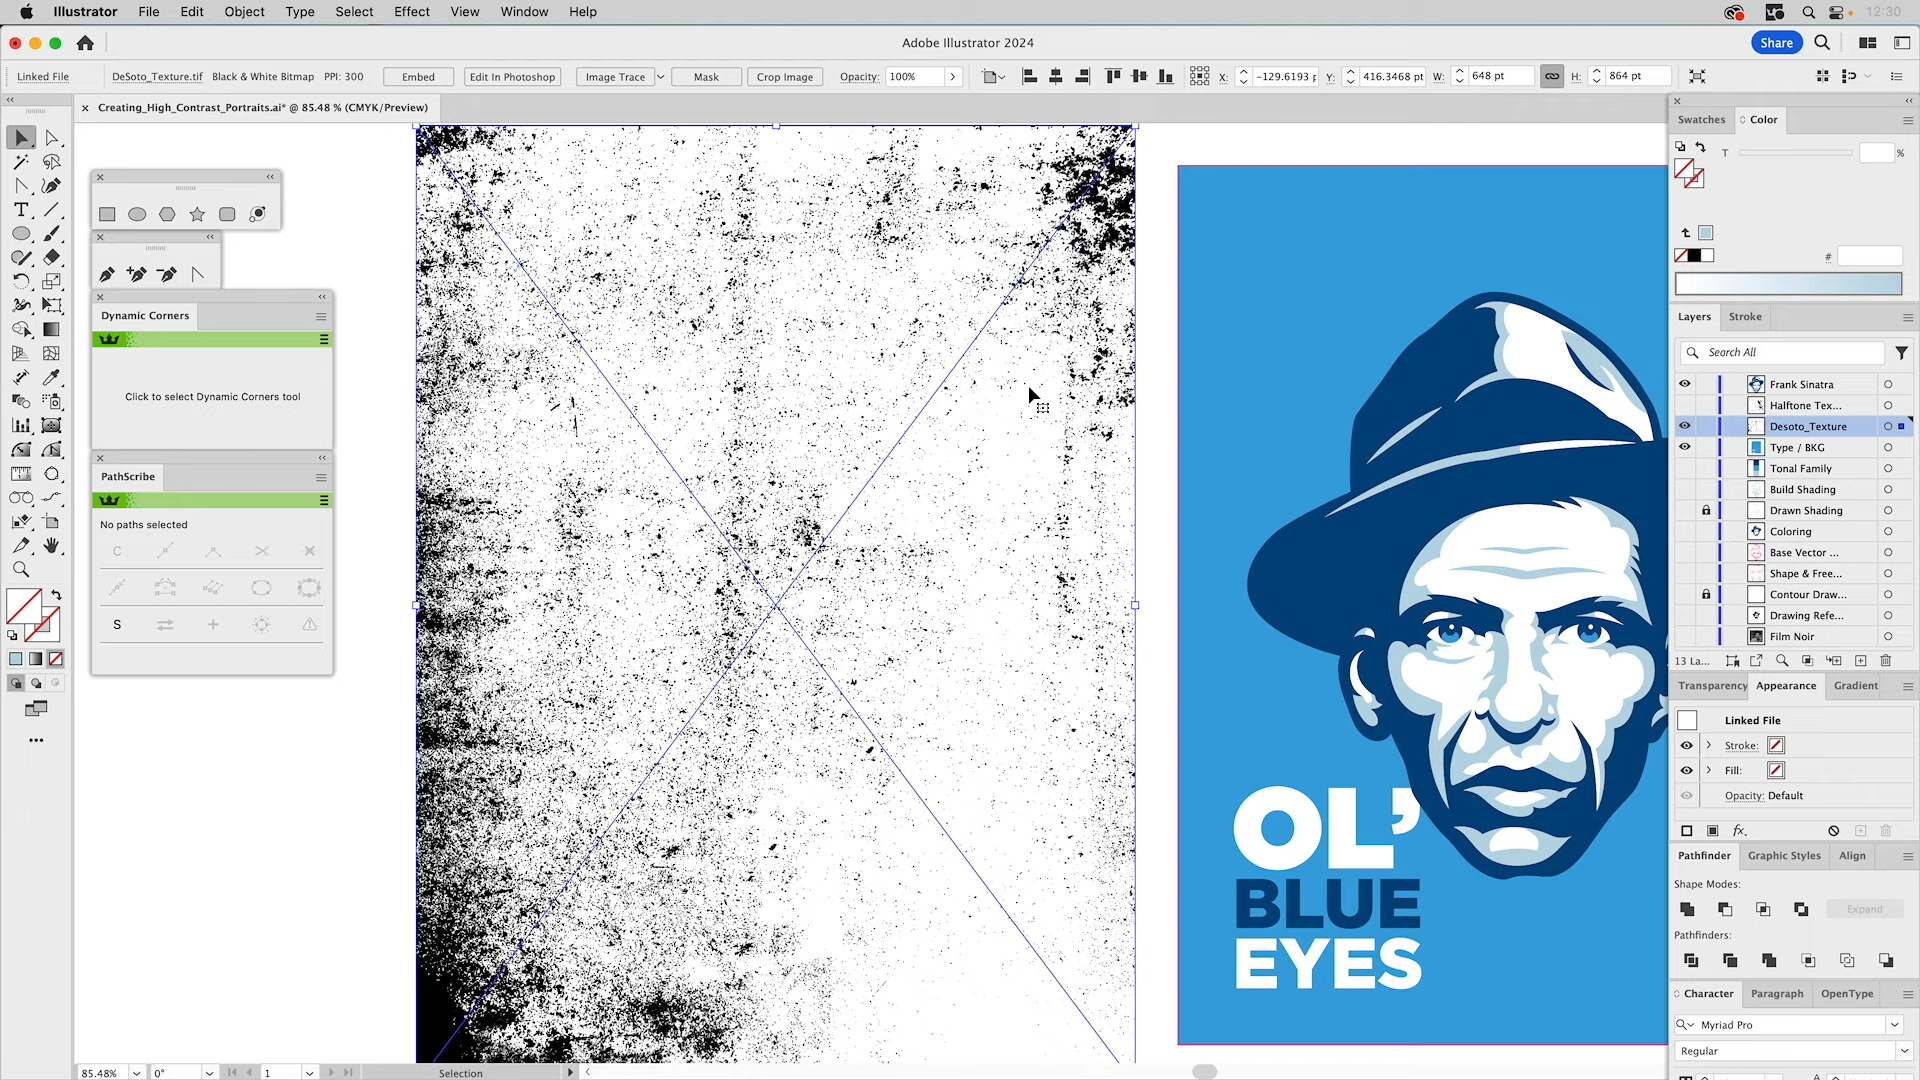 Illustrator File Edit Object Type Select Effect View Window Help 12:30
Adobe Illustrator 2024 Share
Linked File DeSoto_Texture.tif Black & White Bitmap PPI: 300 Embed Edit In Photoshop Image Trace Mask Crop Image Opacity: 100% X: −129.6193 p Y: 416.3468 pt W: 648 pt H: 864 pt
Creating_High_Contrast_Portraits.ai* @ 85.48 % (CMYK/Preview)
Swatches Color
T %
#
Dynamic Corners
Click to select Dynamic Corners tool
PathScribe
No paths selected
C
S
OL’
BLUE
EYES
Layers Stroke
Search All
Frank Sinatra
Halftone Tex...
Desoto_Texture
Type / BKG
Tonal Family
Build Shading
Drawn Shading
Coloring
Base Vector ...
Shape & Free...
Contour Draw...
Drawing Refe...
Film Noir
13 La...
Transparency Appearance Gradient
Linked File
Stroke:
Fill:
Opacity: Default
fx.
Pathfinder Graphic Styles Align
Shape Modes:
Expand
Pathfinders:
Character Paragraph OpenType
Myriad Pro
Regular
85.48% 0° 1 Selection